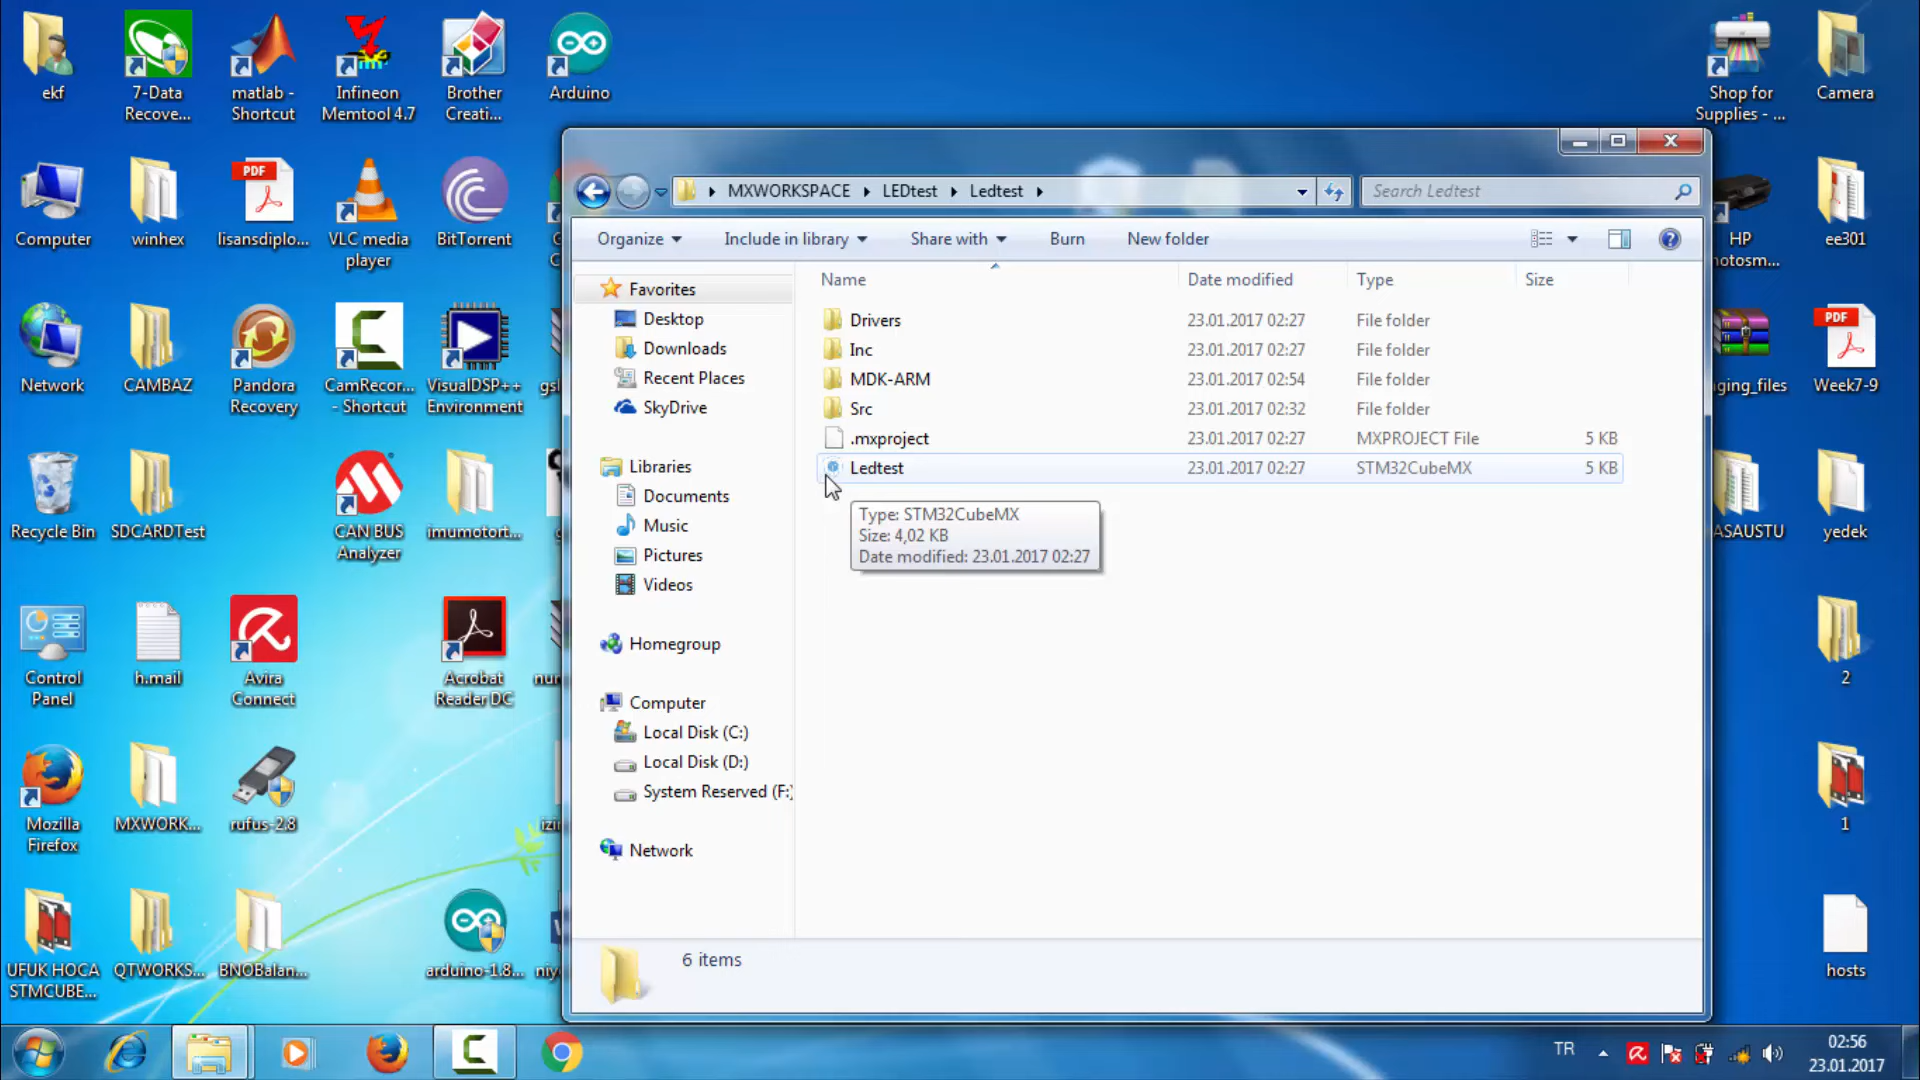 ekf
7-Data
Recove...
matlab -
Shortcut
Infineon
Memtool 4.7
Brother
Creati...
Arduino
Shop for
Supplies - ...
Camera
Computer
winhex
PDF
lisansdiplo...
VLC media
player
BitTorrent
HP
ee301
Network
CAMBAZ
Pandora
Recovery
CamRecor...
- Shortcut
VisualDSP++
Environment
PDF
Week7-9
Recycle Bin
SDCARDTest
CAN BUS
Analyzer
imumotort...
yedek
Control
Panel
h.mail
Avira
Connect
Acrobat
Reader DC
2
Mozilla
Firefox
MXWORK...
rufus-2.8
1
UFUK HOCA
STMCUBE...
QTWORKS...
BNOBalan...
arduino-1.8...
hosts
MXWORKSPACE
LEDtest
Ledtest
Search Ledtest
Organize
Include in library
Share with
Burn
New folder
Favorites
Desktop
Downloads
Recent Places
SkyDrive
Libraries
Documents
Music
Pictures
Videos
Homegroup
Computer
Local Disk (C:)
Local Disk (D:)
System Reserved (F:)
Network
Name Date modified Type Size
Drivers 23.01.2017 02:27 File folder
Inc 23.01.2017 02:27 File folder
MDK-ARM 23.01.2017 02:54 File folder
Src 23.01.2017 02:32 File folder
.mxproject 23.01.2017 02:27 MXPROJECT File 5 KB
Ledtest 23.01.2017 02:27 STM32CubeMX 5 KB
Type: STM32CubeMX
Size: 4,02 KB
Date modified: 23.01.2017 02:27
6 items
TR
02:56
23.01.2017